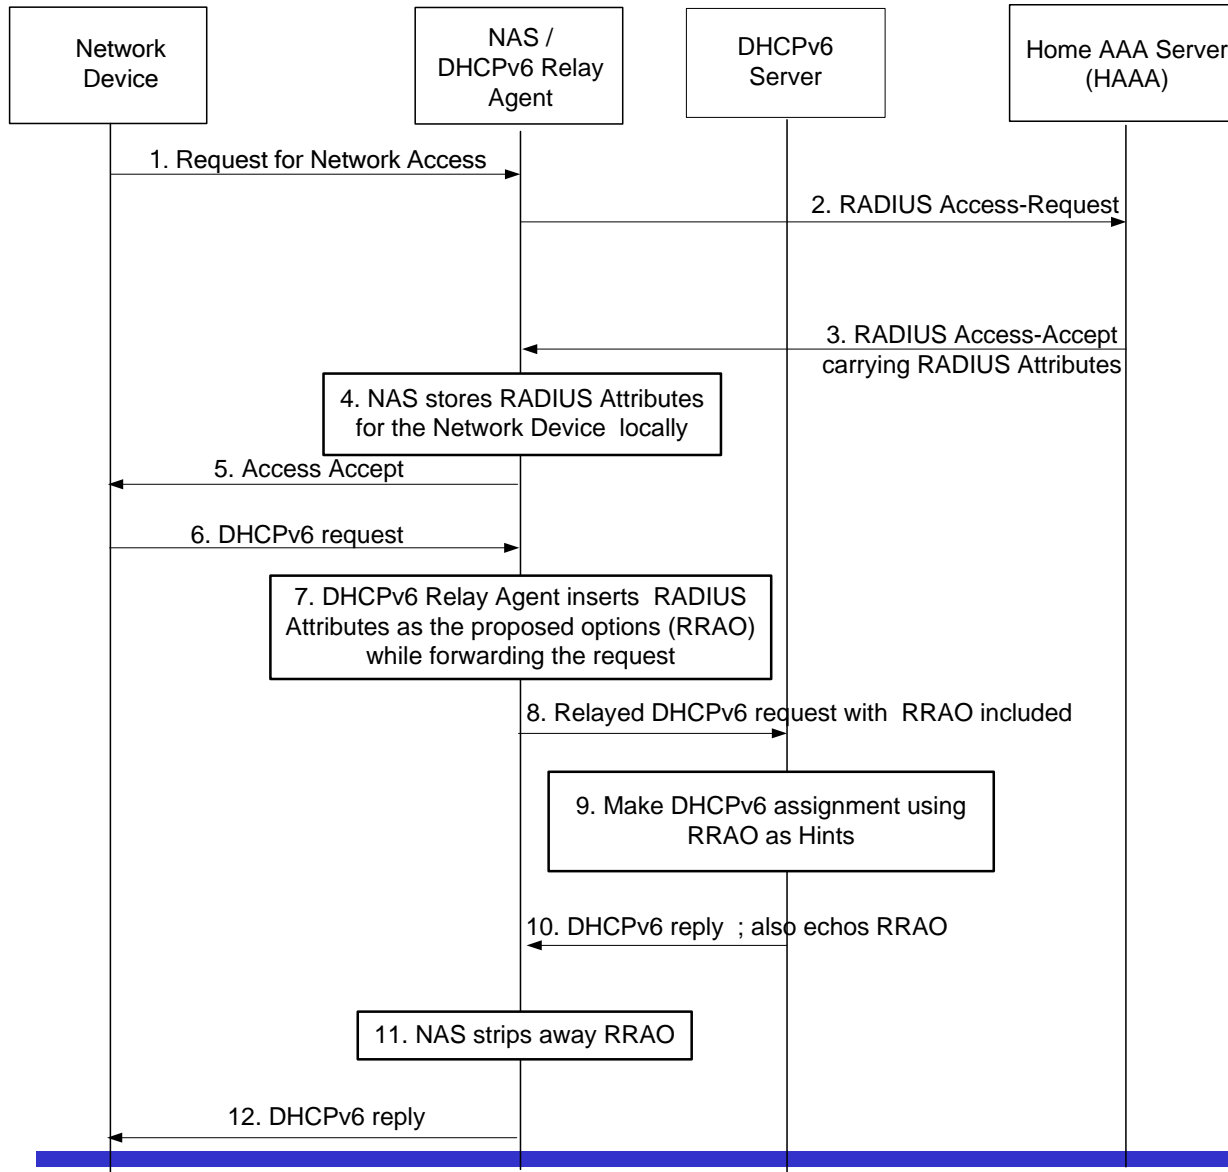 Network
Device
NAS /
DHCPv6 Relay
Agent
DHCPv6
Server
Home AAA Server
(HAAA)
1. Request for Network Access
2. RADIUS Access-Request
3. RADIUS Access-Accept
carrying RADIUS Attributes
4. NAS stores RADIUS Attributes
for the Network Device locally
5. Access Accept
6. DHCPv6 request
7. DHCPv6 Relay Agent inserts RADIUS
Attributes as the proposed options (RRAO)
while forwarding the request
8. Relayed DHCPv6 request with RRAO included
9. Make DHCPv6 assignment using
RRAO as Hints
10. DHCPv6 reply ; also echos RRAO
11. NAS strips away RRAO
12. DHCPv6 reply